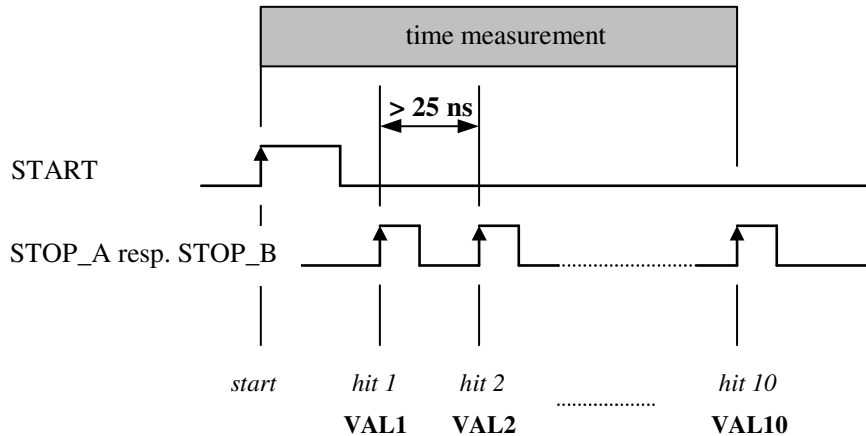 time measurement
> 25 ns
START
STOP_A resp. STOP_B
start hit 1 hit 2 hit 10
VAL1 VAL2 VAL10